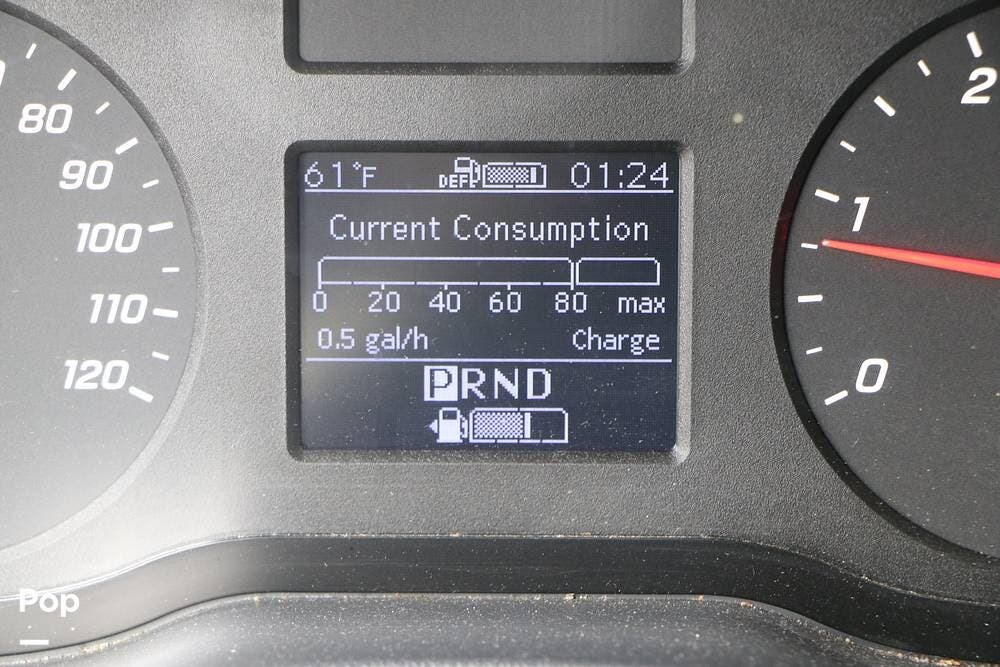 80
90
100
110
120
61°F DEF 01:24
Current Consumption
0 20 40 60 80 max
0.5 gal/h Charge
PRND
2
1
0
Pop